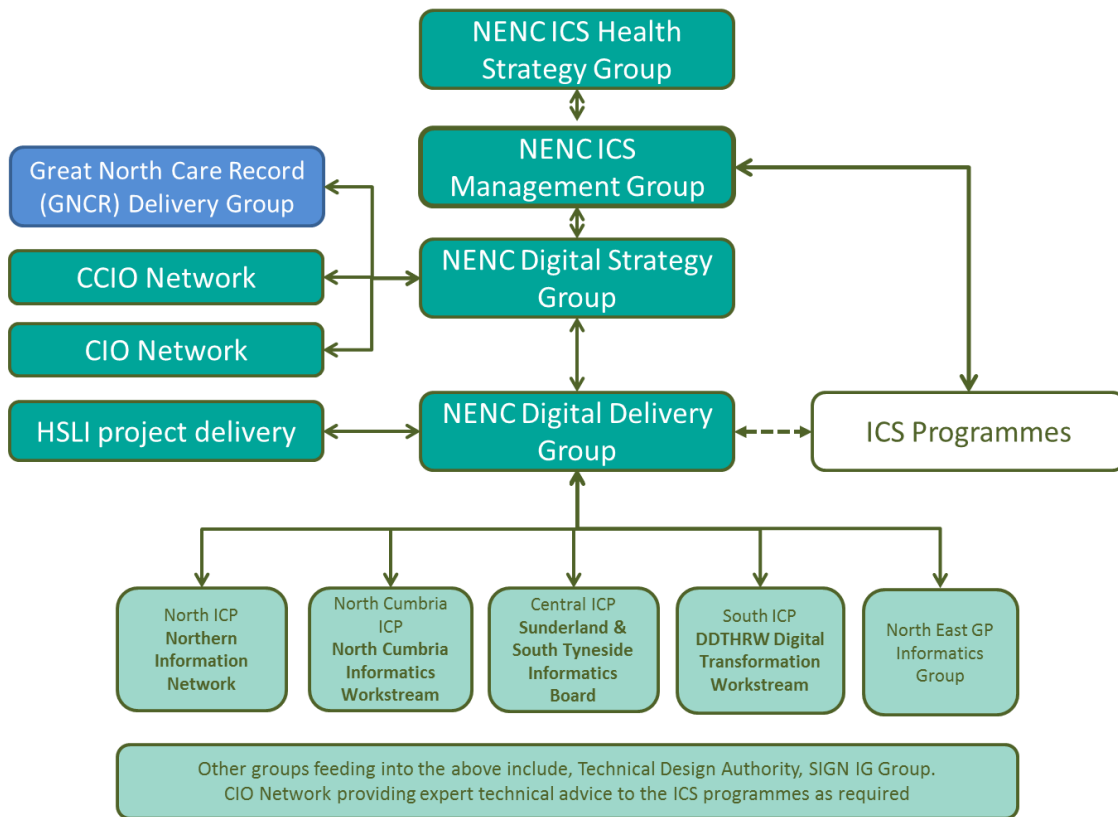 NENC ICS Health
Strategy Group
NENC ICS
Management Group
Great North Care Record
(GNCR) Delivery Group
NENC Digital Strategy
Group
CCIO Network
CIO Network
HSLI project delivery
NENC Digital Delivery
Group
ICS Programmes
North ICP
Northern
Information
Network
North Cumbria
ICP
North Cumbria
Informatics
Workstream
Central ICP
Sunderland &
South Tyneside
Informatics
Board
South ICP
DDTHRW Digital
Transformation
Workstream
North East GP
Informatics
Group
Other groups feeding into the above include, Technical Design Authority, SIGN IG Group.
CIO Network providing expert technical advice to the ICS programmes as required